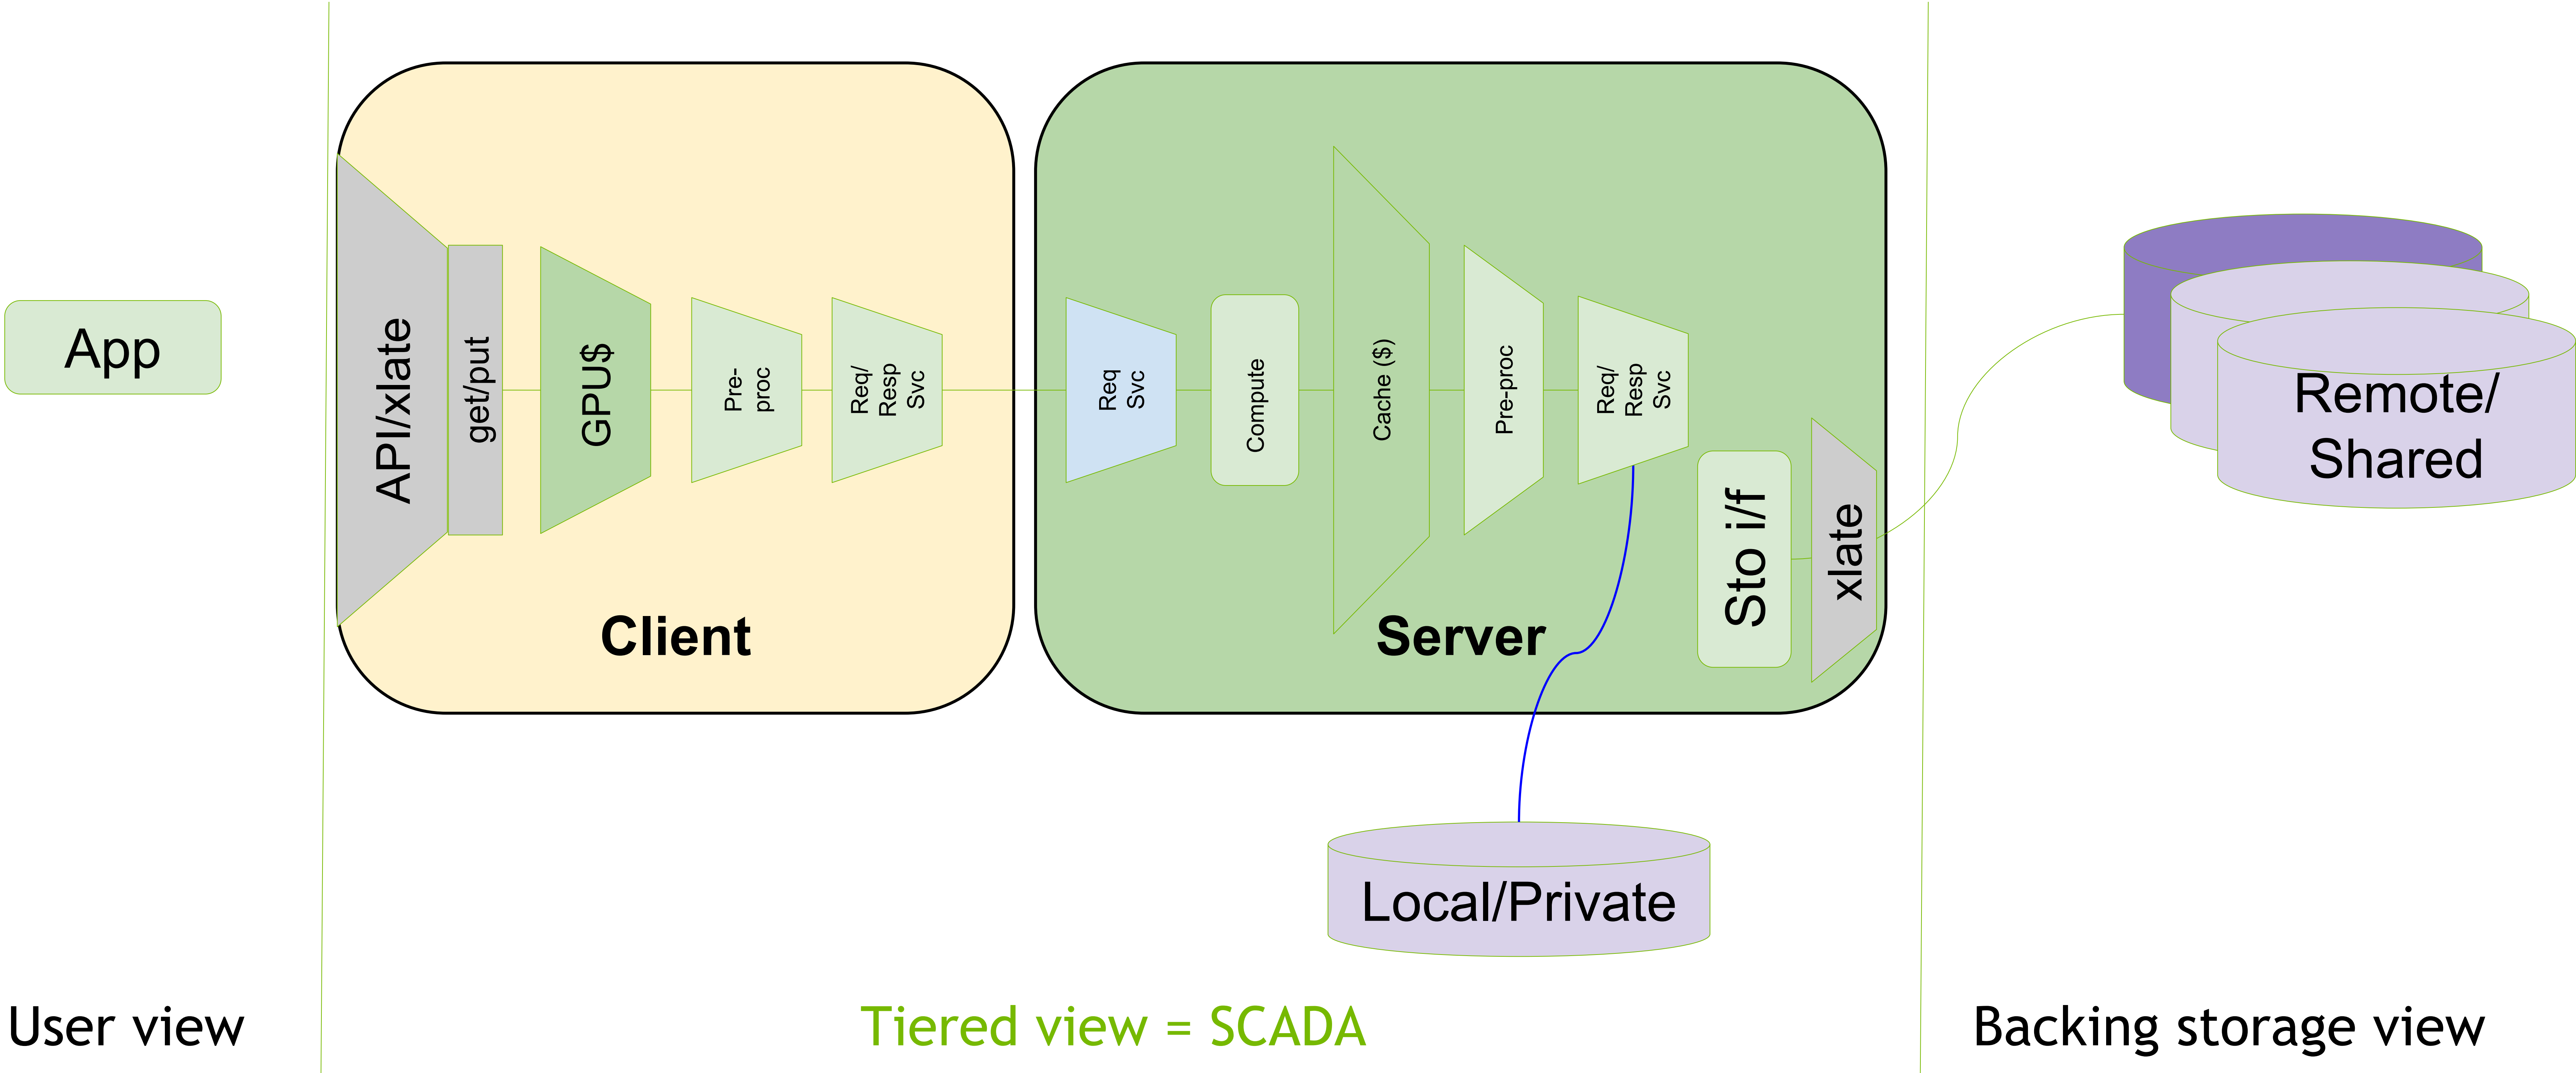 App
API/xlate
get/put
GPU$
Pre-
proc
Req/
Resp
Svc
Client
Req
Svc
Compute
Cache ($)
Pre-proc
Req/
Resp
Svc
Sto i/f
xlate
Server
Remote/
Shared
Local/Private
User view
Tiered view = SCADA
Backing storage view